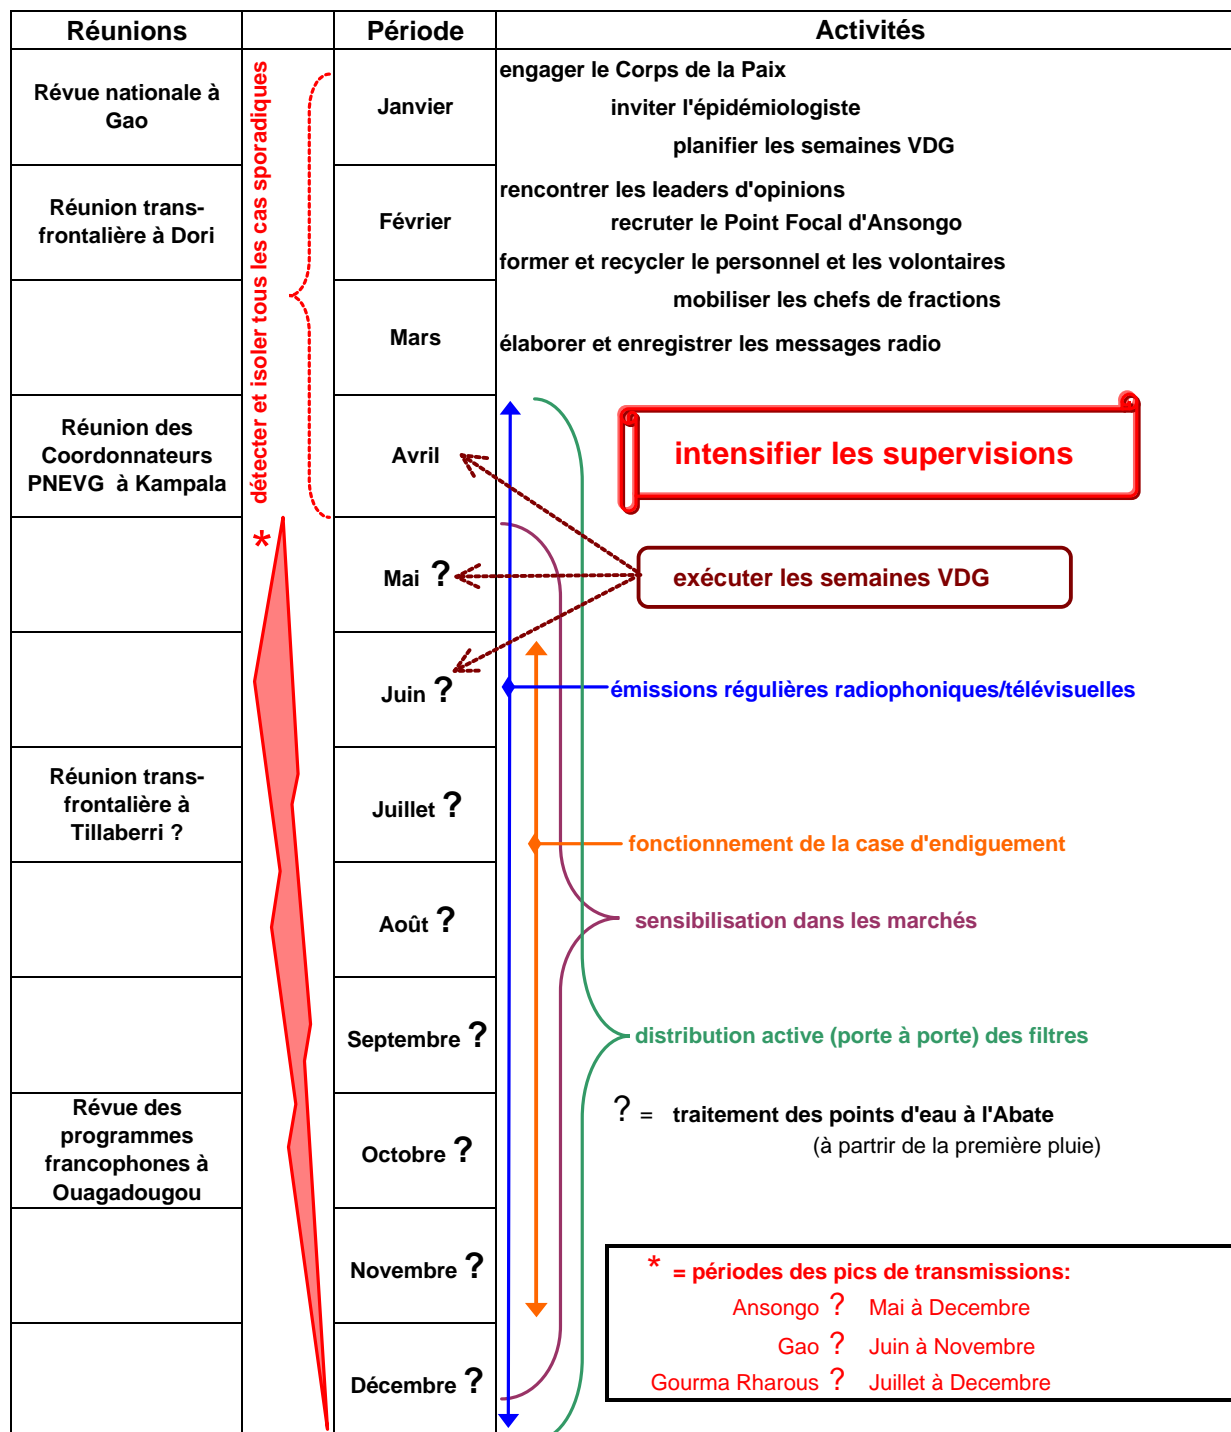 Réunions
Période
Activités
Révue nationale à
Gao
détecter et isoler tous les cas sporadiques
Janvier
engager le Corps de la Paix
inviter l'épidémiologiste
planifier les semaines VDG
Réunion trans-
frontalière à Dori
Février
rencontrer les leaders d'opinions
recruter le Point Focal d'Ansongo
former et recycler le personnel et les volontaires
mobiliser les chefs de fractions
Mars
élaborer et enregistrer les messages radio
Réunion des
Coordonnateurs
PNEVG à Kampala
Avril
intensifier les supervisions
*
Mai ?
exécuter les semaines VDG
Juin ?
émissions régulières radiophoniques/télévisuelles
Réunion trans-
frontalière à
Tillaberri ?
Juillet ?
fonctionnement de la case d'endiguement
Août ?
sensibilisation dans les marchés
Septembre ?
distribution active (porte à porte) des filtres
Révue des
programmes
francophones à
Ouagadougou
Octobre ?
? = traitement des points d'eau à l'Abate
(à partrir de la première pluie)
Novembre ?
* = périodes des pics de transmissions:
Ansongo ? Mai à Decembre
Gao ? Juin à Novembre
Gourma Rharous ? Juillet à Decembre
Décembre ?